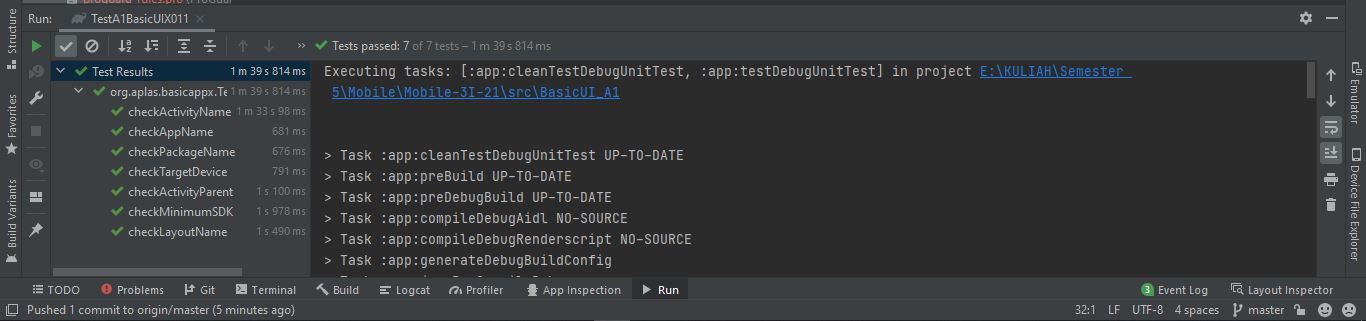 proguard-rules.pro (ProGuar
Structure
Run:
TestA1BasicUIX011
Tests passed: 7 of 7 tests – 1 m 39 s 814 ms
Test Results 1 m 39 s 814 ms
org.aplas.basicappx.Te 1 m 39 s 814 ms
checkActivityName 1 m 33 s 98 ms
checkAppName 681 ms
checkPackageName 676 ms
checkTargetDevice 791 ms
checkActivityParent 1 s 100 ms
checkMinimumSDK 1 s 978 ms
checkLayoutName 1 s 490 ms
Executing tasks: [:app:cleanTestDebugUnitTest, :app:testDebugUnitTest] in project E:\KULIAH\Semester
5\Mobile\Mobile-3I-21\src\BasicUI_A1
> Task :app:cleanTestDebugUnitTest UP-TO-DATE
> Task :app:preBuild UP-TO-DATE
> Task :app:preDebugBuild UP-TO-DATE
> Task :app:compileDebugAidl NO-SOURCE
> Task :app:compileDebugRenderscript NO-SOURCE
> Task :app:generateDebugBuildConfig
Favorites
Build Variants
Emulator
Device File Explorer
TODO
Problems
Git
Terminal
Build
Logcat
Profiler
App Inspection
Run
3 Event Log
Layout Inspector
Pushed 1 commit to origin/master (5 minutes ago)
32:1 LF UTF-8 4 spaces master